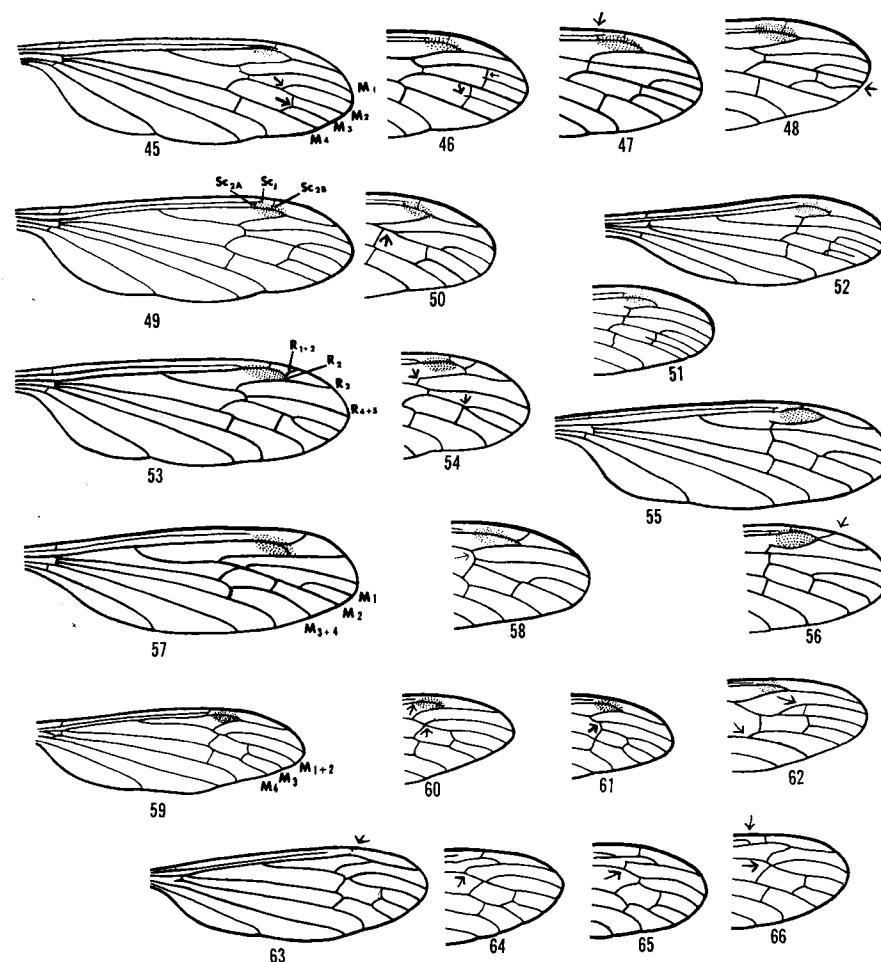 M₁
M₂
M₃
M₄
45
46
47
48
Sc₂A
Sc₁
Sc₂B
49
50
52
51
R₁₊₂
R₂
R₃
R₄₊₅
53
54
55
M₁
M₂
M₃₊₄
57
58
56
M₁₊₂
M₃
M₄
59
60
61
62
63
64
65
66